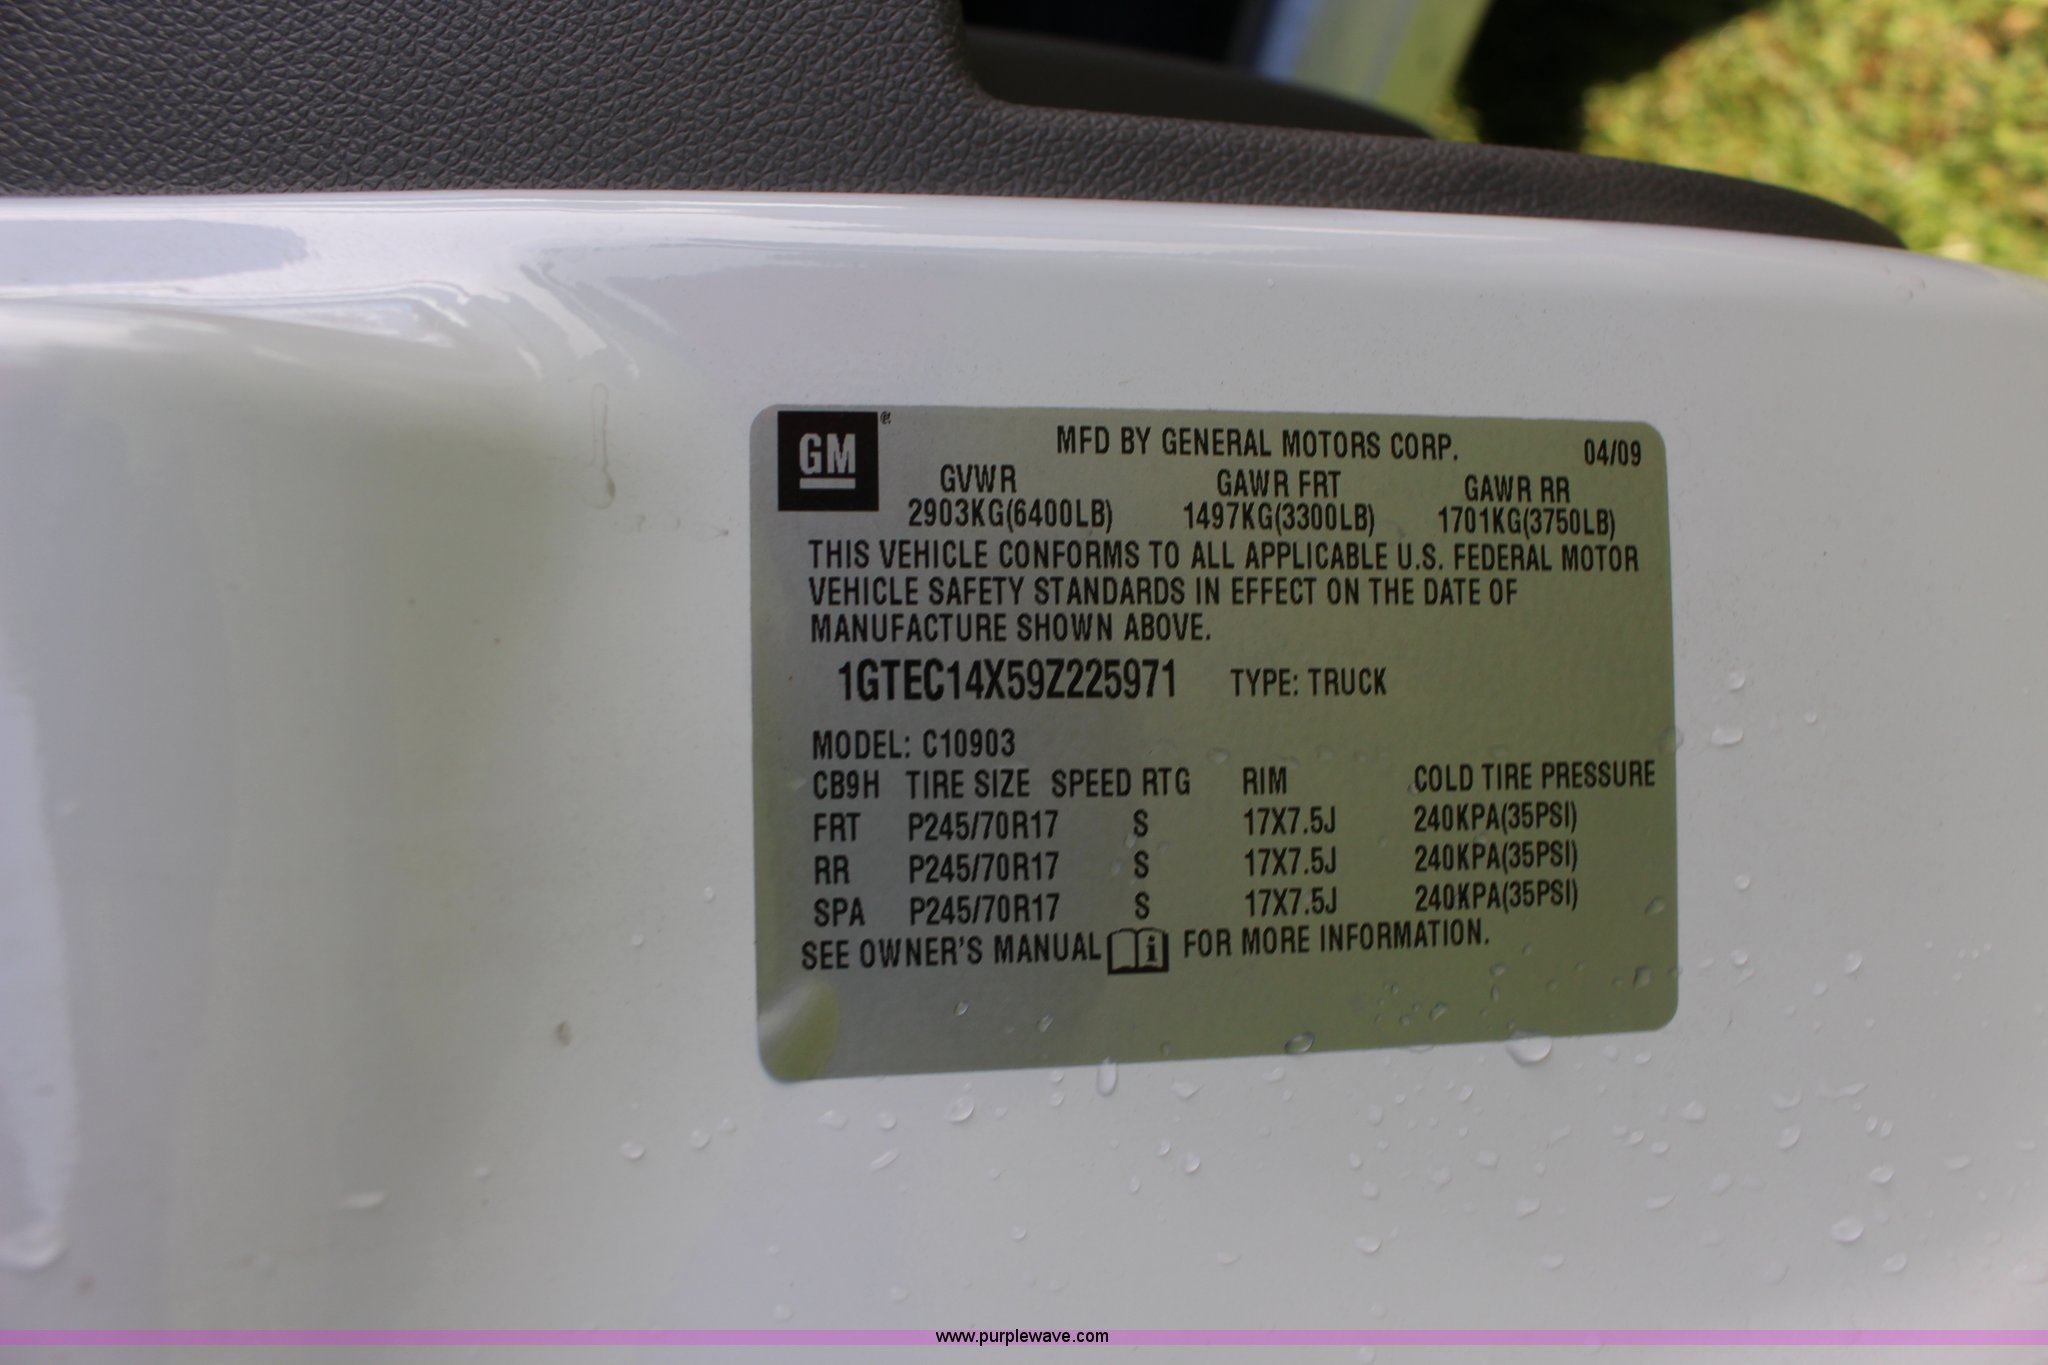 GM ®
MFD BY GENERAL MOTORS CORP. 04/09
GVWR GAWR FRT GAWR RR
2903KG(6400LB) 1497KG(3300LB) 1701KG(3750LB)
THIS VEHICLE CONFORMS TO ALL APPLICABLE U.S. FEDERAL MOTOR
VEHICLE SAFETY STANDARDS IN EFFECT ON THE DATE OF
MANUFACTURE SHOWN ABOVE.
1GTEC14X59Z225971 TYPE: TRUCK
MODEL: C10903
CB9H TIRE SIZE SPEED RTG RIM COLD TIRE PRESSURE
FRT P245/70R17 S 17X7.5J 240KPA(35PSI)
RR P245/70R17 S 17X7.5J 240KPA(35PSI)
SPA P245/70R17 S 17X7.5J 240KPA(35PSI)
SEE OWNER'S MANUAL i FOR MORE INFORMATION.
www.purplewave.com